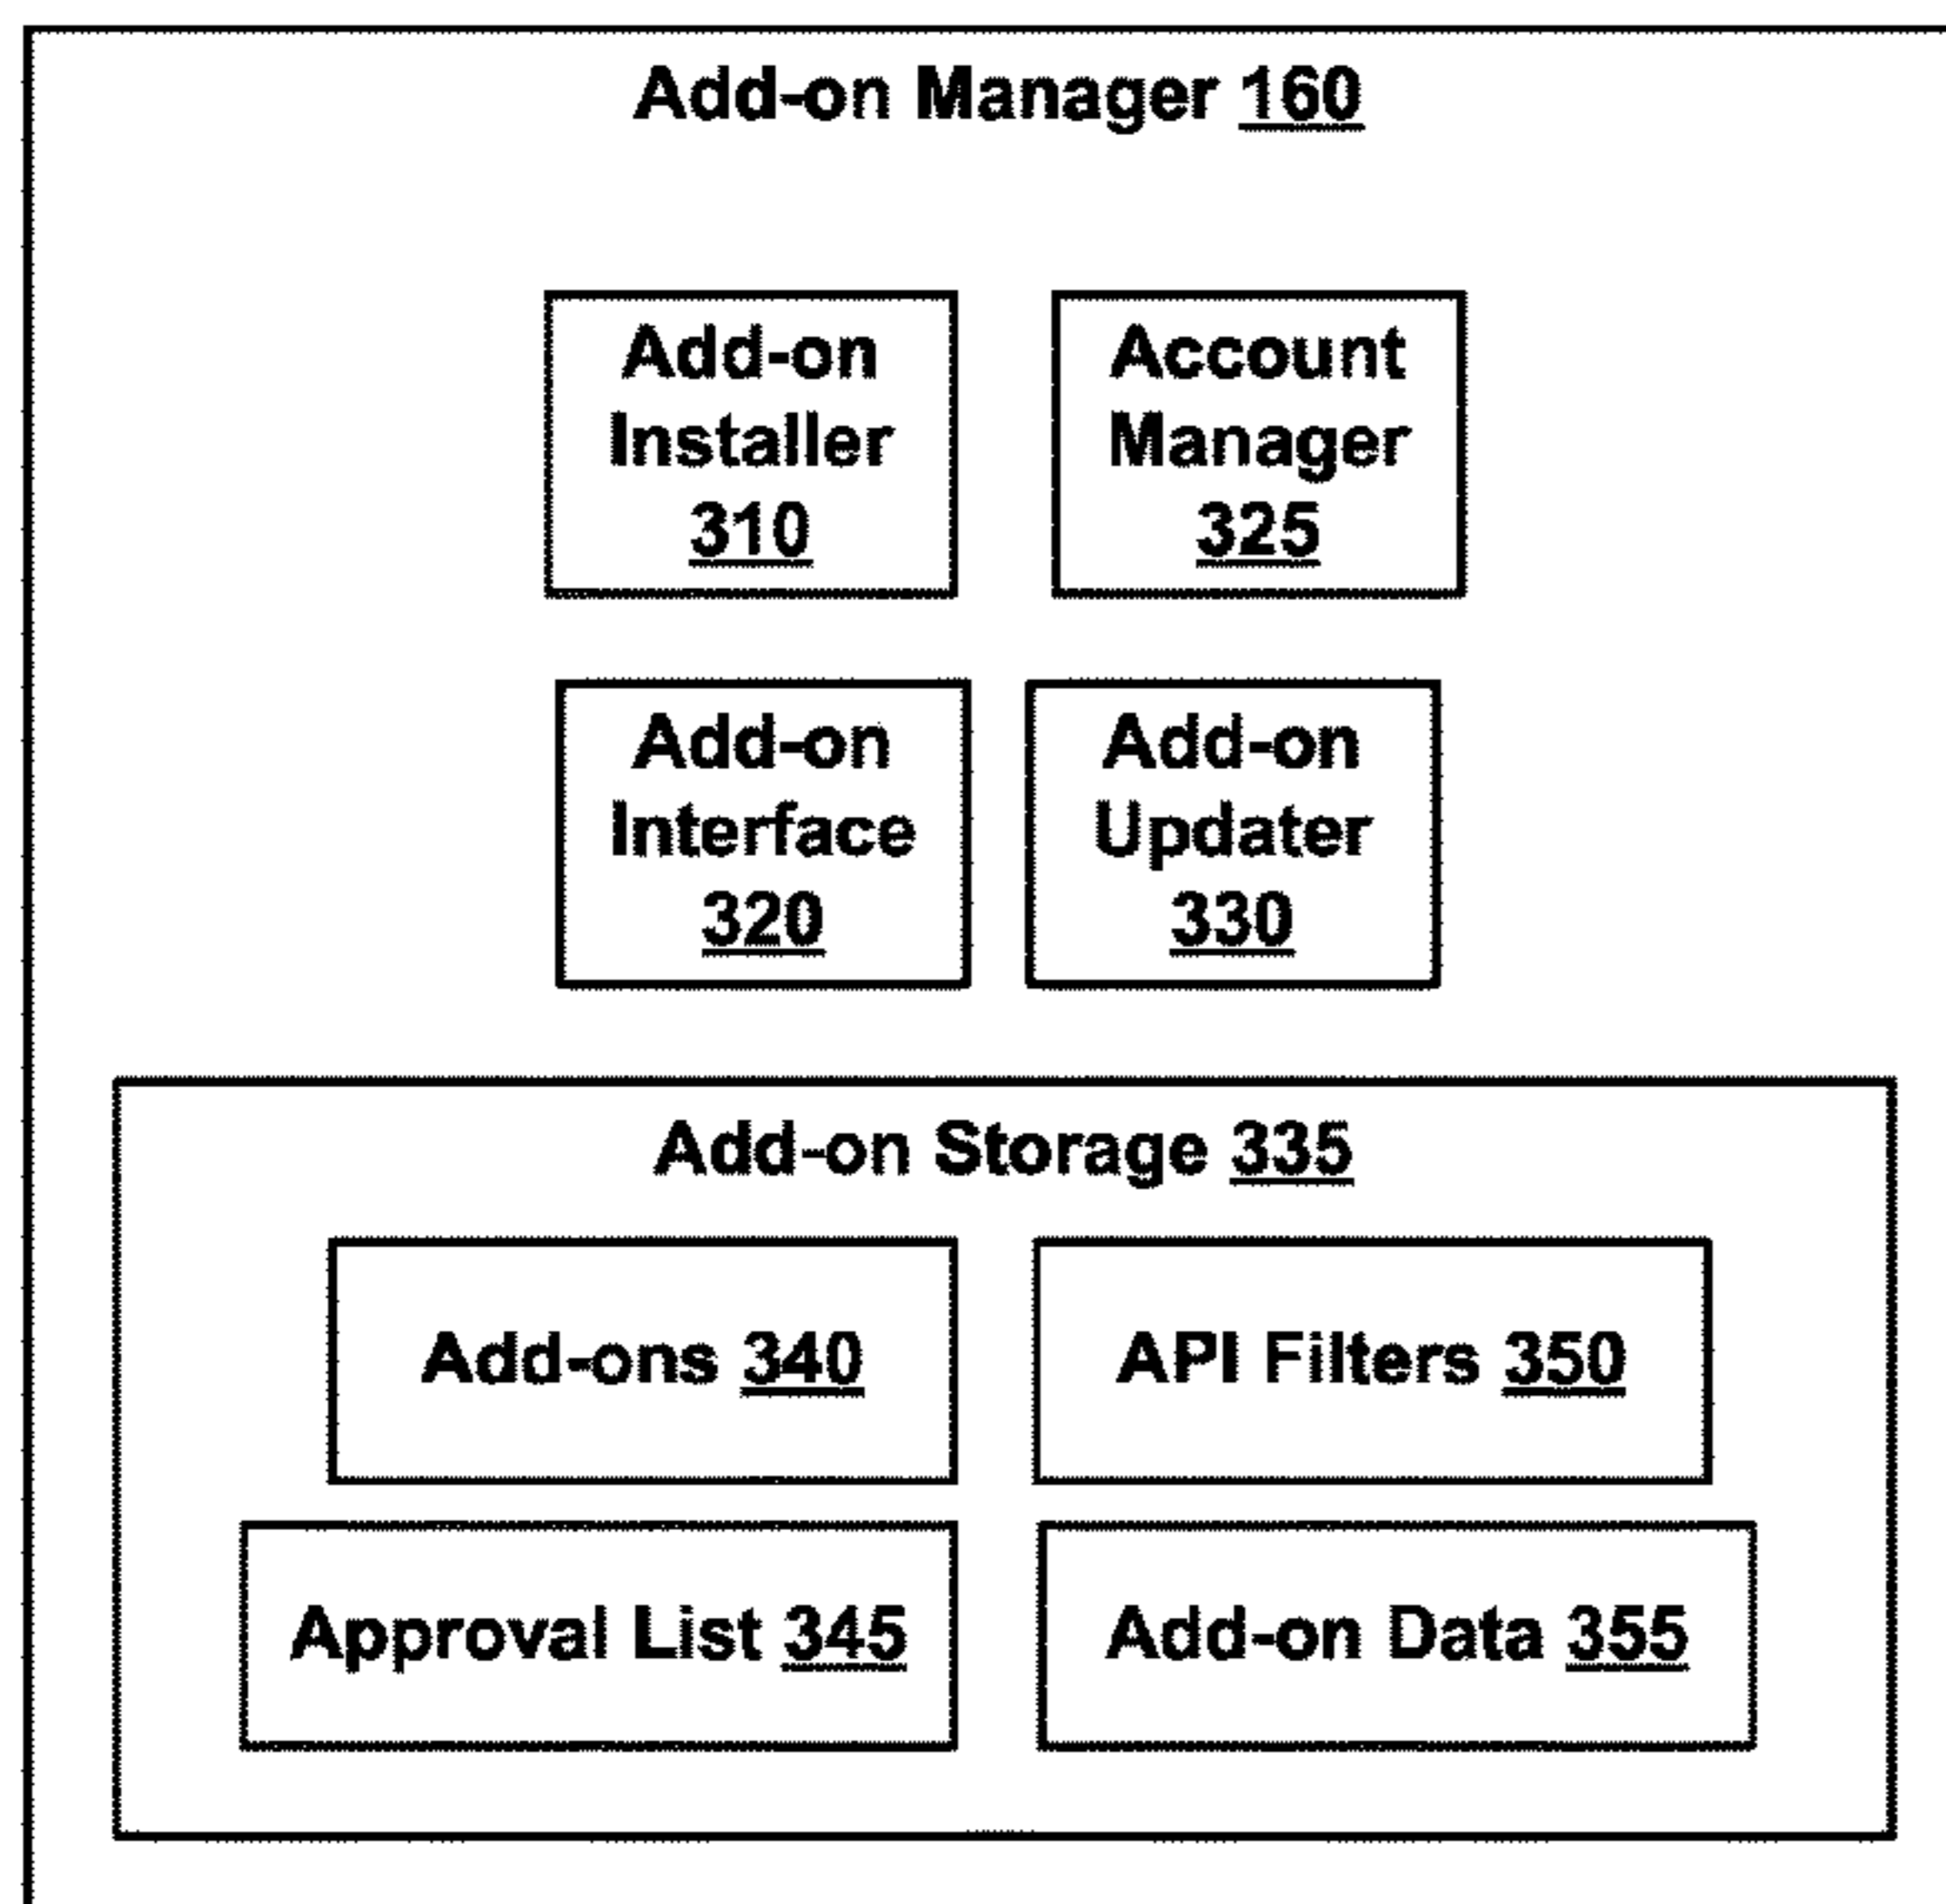 Add-on Manager 160
Add-on
Installer
310
Account
Manager
325
Add-on
Interface
320
Add-on
Updater
330
Add-on Storage 335
Add-ons 340
API Filters 350
Approval List 345
Add-on Data 355